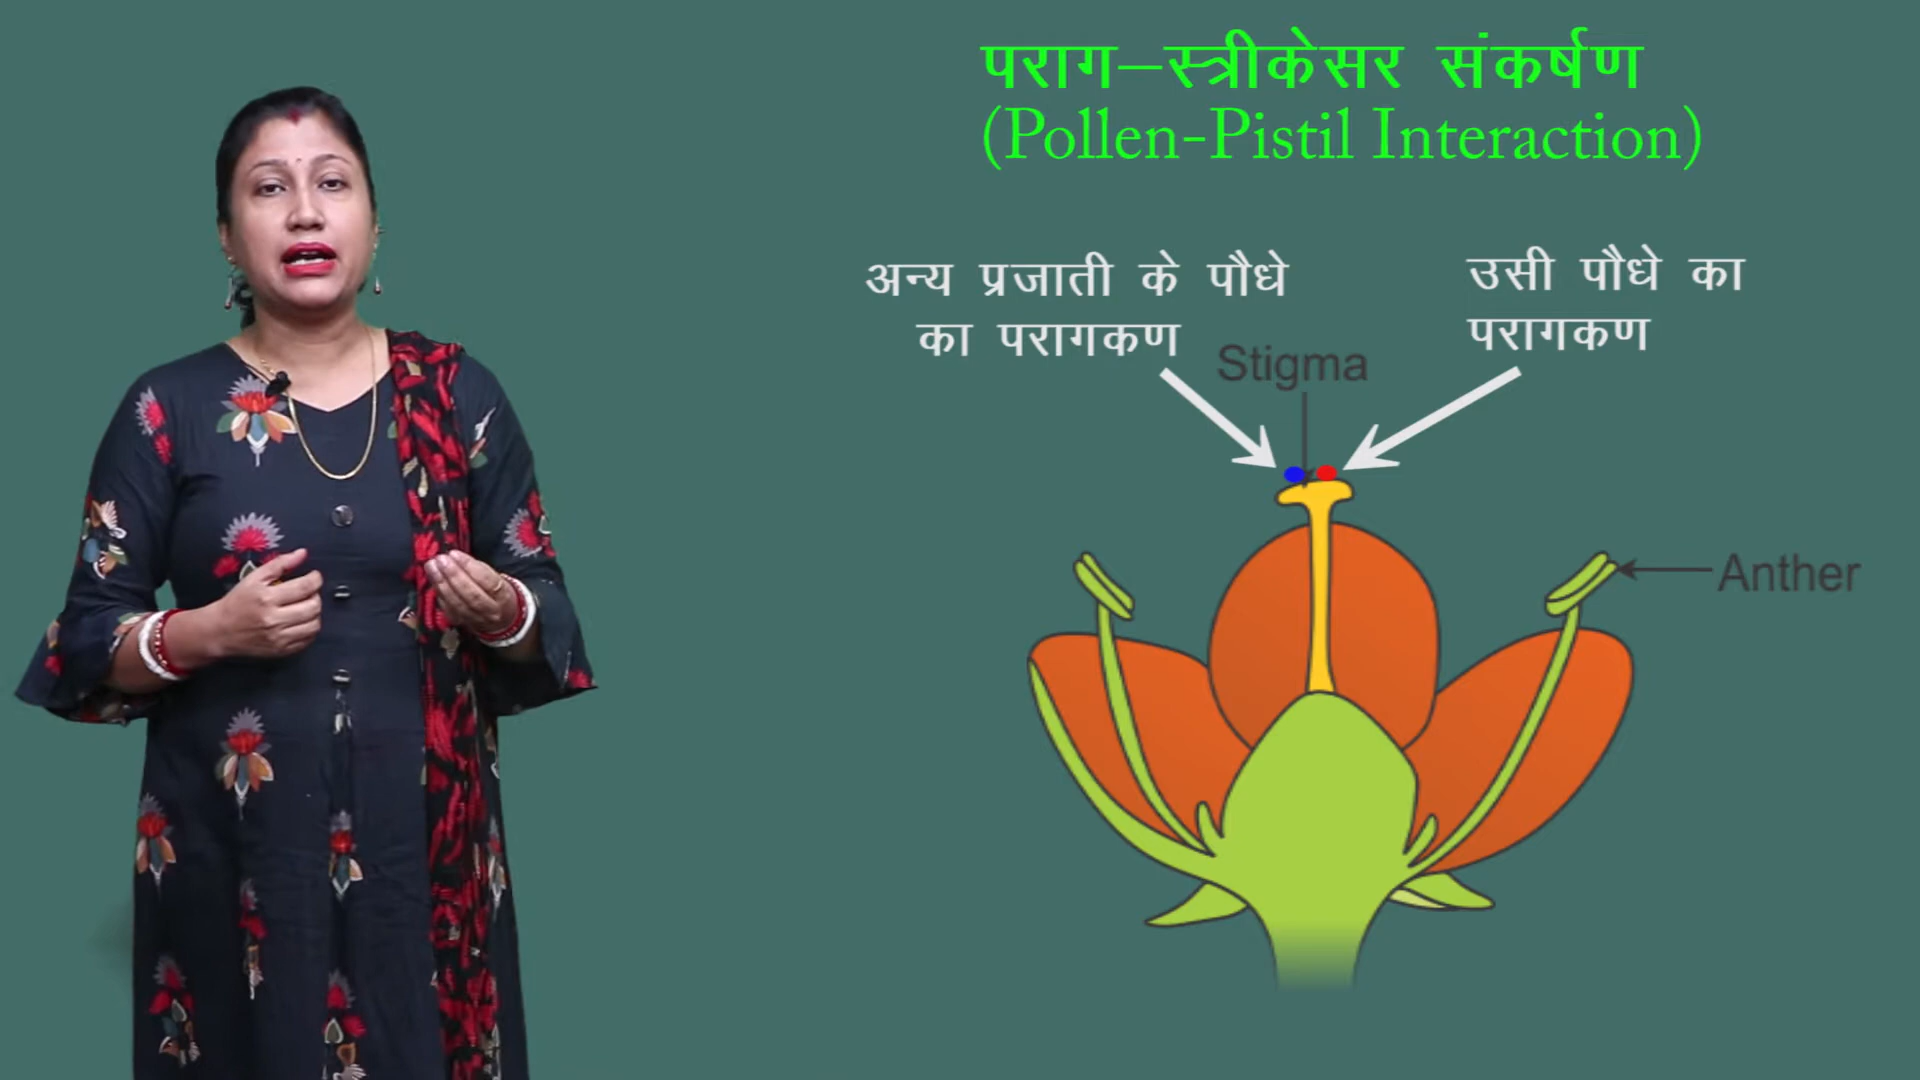 पराग–स्त्रीकेसर संकर्षण
(Pollen-Pistil Interaction)
अन्य प्रजाती के पौधे
का परागकण
उसी पौधे का
परागकण
Stigma
Anther